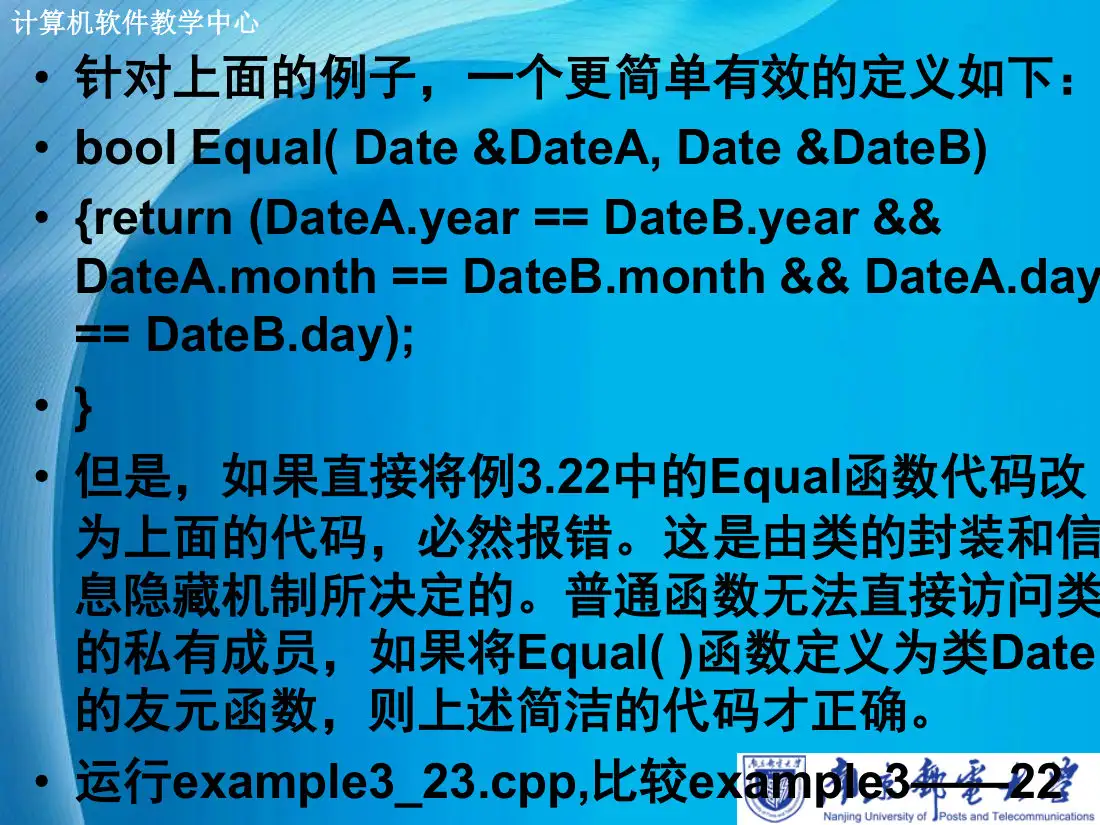 计算机软件教学中心
• 针对上面的例子，一个更简单有效的定义如下：
• bool Equal( Date &DateA, Date &DateB)
• {return (DateA.year == DateB.year &&
DateA.month == DateB.month && DateA.day
== DateB.day);
• }
• 但是，如果直接将例3.22中的Equal函数代码改
为上面的代码，必然报错。这是由类的封装和信
息隐藏机制所决定的。普通函数无法直接访问类
的私有成员，如果将Equal( )函数定义为类Date
的友元函数，则上述简洁的代码才正确。
• 运行example3_23.cpp,比较example3——22
南京邮电大学
Nanjing University of Posts and Telecommunications